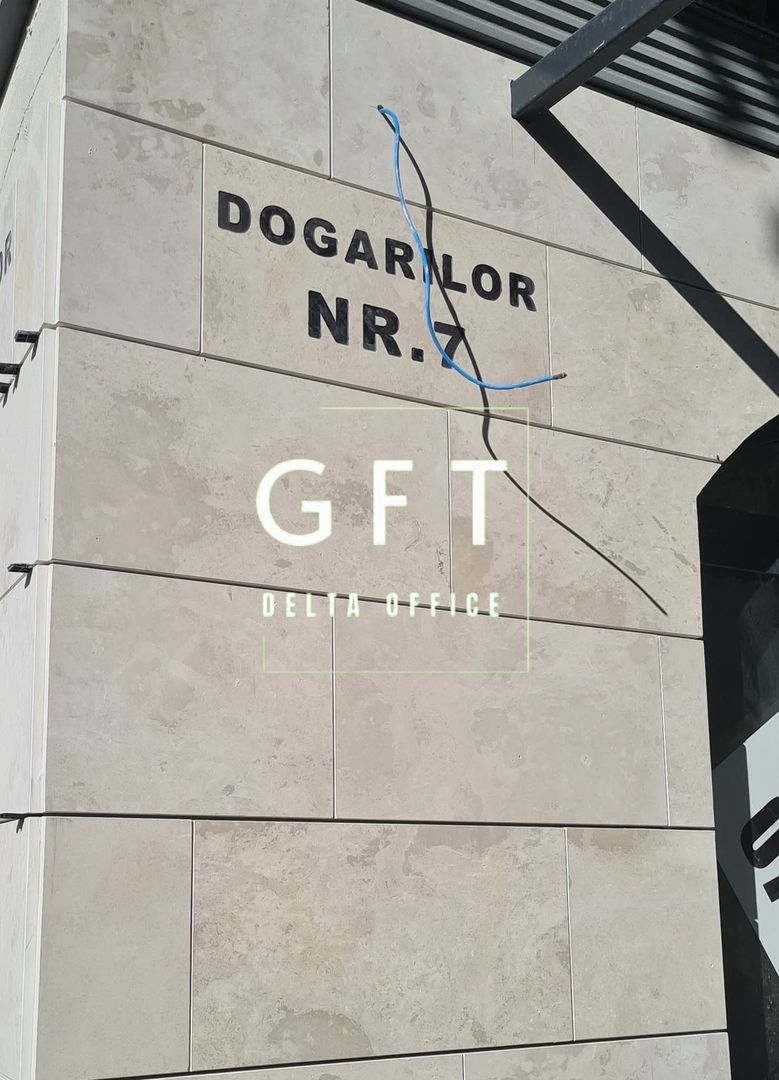 DOGARILOR
NR.7
GFT
DELTA OFFICE